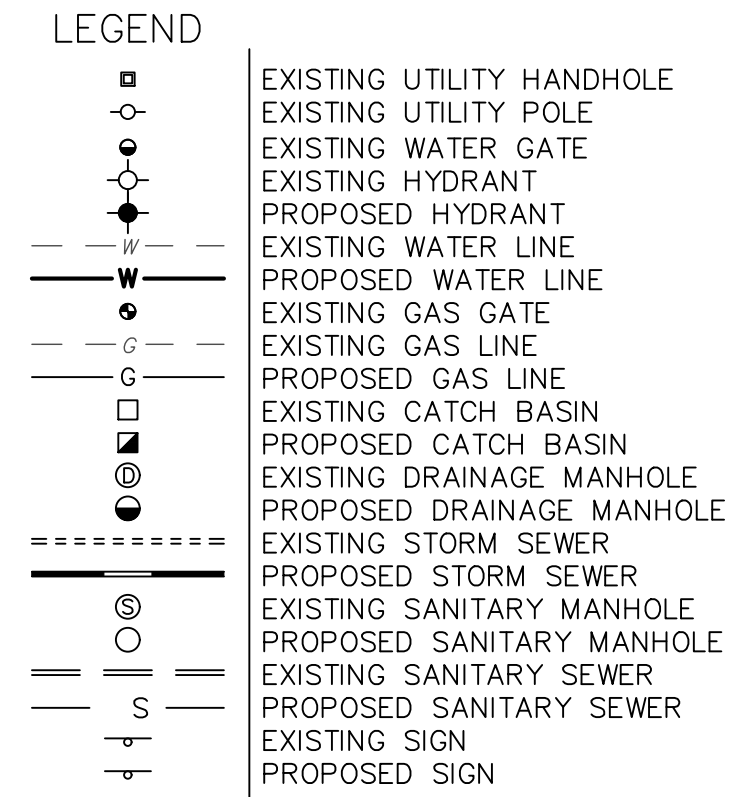 LEGEND
EXISTING UTILITY HANDHOLE
EXISTING UTILITY POLE
EXISTING WATER GATE
EXISTING HYDRANT
PROPOSED HYDRANT
W EXISTING WATER LINE
W PROPOSED WATER LINE
EXISTING GAS GATE
G EXISTING GAS LINE
G PROPOSED GAS LINE
EXISTING CATCH BASIN
PROPOSED CATCH BASIN
D EXISTING DRAINAGE MANHOLE
PROPOSED DRAINAGE MANHOLE
EXISTING STORM SEWER
PROPOSED STORM SEWER
S EXISTING SANITARY MANHOLE
PROPOSED SANITARY MANHOLE
EXISTING SANITARY SEWER
S PROPOSED SANITARY SEWER
EXISTING SIGN
PROPOSED SIGN